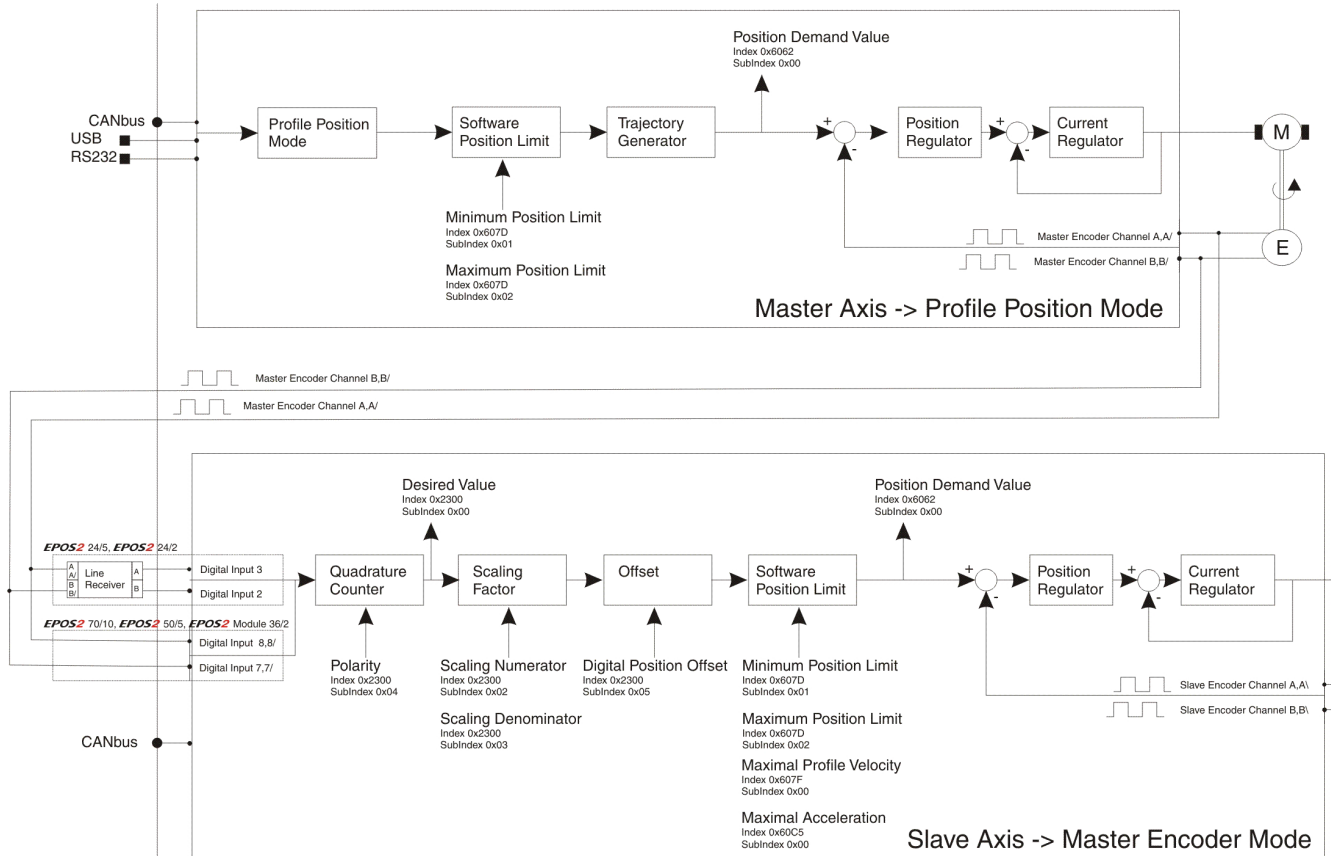 Position Demand Value
Index 0x6062
SubIndex 0x00
CANbus
USB
RS232
Profile Position
Mode
Software
Position Limit
Trajectory
Generator
+
-
Position
Regulator
+
-
Current
Regulator
M
Minimum Position Limit
Index 0x607D
SubIndex 0x01
Maximum Position Limit
Index 0x607D
SubIndex 0x02
Master Encoder Channel A,A/
Master Encoder Channel B,B/
E
Master Axis -> Profile Position Mode
Master Encoder Channel B,B/
Master Encoder Channel A,A/
Desired Value
Index 0x2300
SubIndex 0x00
Position Demand Value
Index 0x6062
SubIndex 0x00
EPOS2 24/5, EPOS2 24/2
A
A/
B
B/
Line
Receiver
A
B
Digital Input 3
Digital Input 2
Quadrature
Counter
Scaling
Factor
Offset
Software
Position Limit
+
-
Position
Regulator
+
-
Current
Regulator
EPOS2 70/10, EPOS2 50/5, EPOS2 Module 36/2
Digital Input 8,8/
Digital Input 7,7/
Polarity
Index 0x2300
SubIndex 0x04
Scaling Numerator
Index 0x2300
SubIndex 0x02
Scaling Denominator
Index 0x2300
SubIndex 0x03
Digital Position Offset
Index 0x2300
SubIndex 0x05
Minimum Position Limit
Index 0x607D
SubIndex 0x01
Maximum Position Limit
Index 0x607D
SubIndex 0x02
Maximal Profile Velocity
Index 0x607F
SubIndex 0x00
Maximal Acceleration
Index 0x60C5
SubIndex 0x00
Slave Encoder Channel A,A\
Slave Encoder Channel B,B\
CANbus
Slave Axis -> Master Encoder Mode